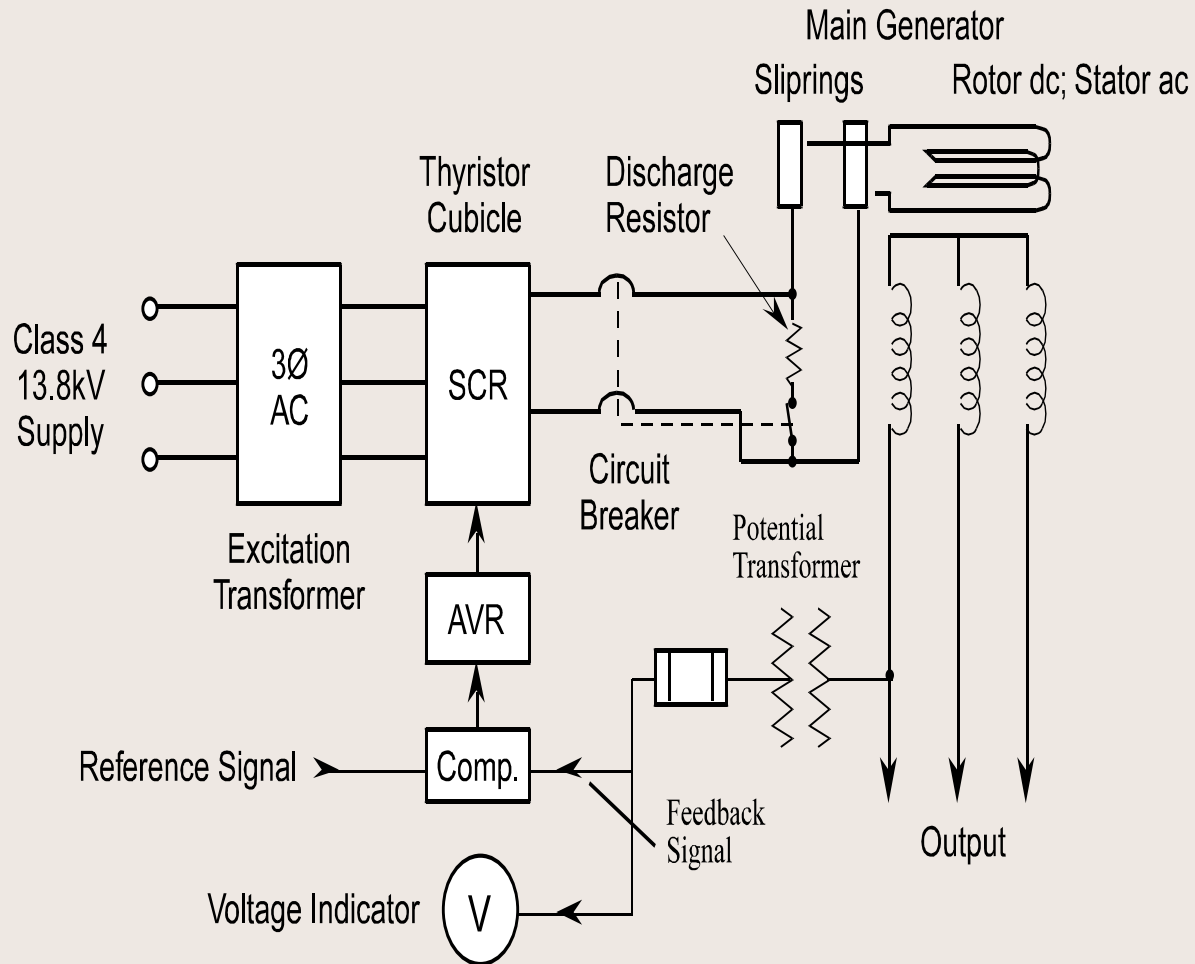 Main Generator
Sliprings
Rotor dc; Stator ac
Thyristor
Cubicle
Discharge
Resistor
Class 4
13.8kV
Supply
3Ø
AC
SCR
Circuit
Breaker
Excitation
Transformer
Potential
Transformer
AVR
Reference Signal
Comp.
Feedback
Signal
Output
Voltage Indicator
V